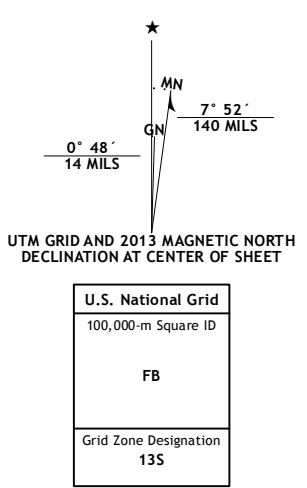 ★
MN
GN
7° 52´
140 MILS
0° 48´
14 MILS
UTM GRID AND 2013 MAGNETIC NORTH
DECLINATION AT CENTER OF SHEET
U.S. National Grid
100,000-m Square ID
FB
Grid Zone Designation
13S